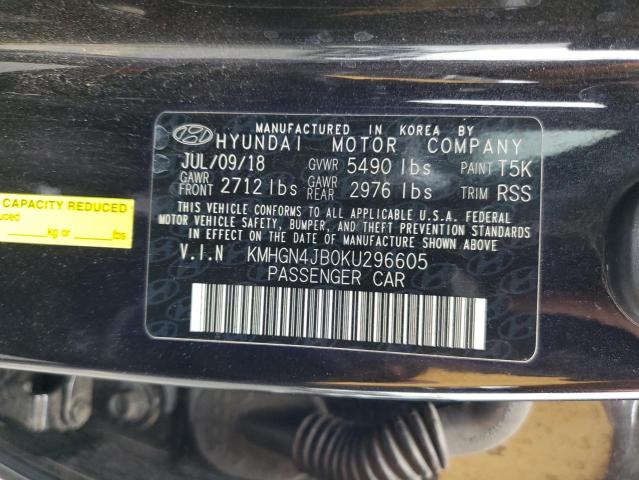 MANUFACTURED IN KOREA BY
HYUNDAI MOTOR COMPANY
JUL/09/18 GVWR 5490 lbs PAINT T5K
GAWR FRONT 2712 lbs GAWR REAR 2976 lbs TRIM RSS
THIS VEHICLE CONFORMS TO ALL APPLICABLE U.S.A. FEDERAL
MOTOR VEHICLE SAFETY, BUMPER, AND THEFT PREVENTION STANDARDS
IN EFFECT ON THE DATE OF MANUFACTURE SHOWN ABOVE
V.I.N KMHGN4JB0KU296605
PASSENGER CAR
CAPACITY REDUCED
kg or lbs